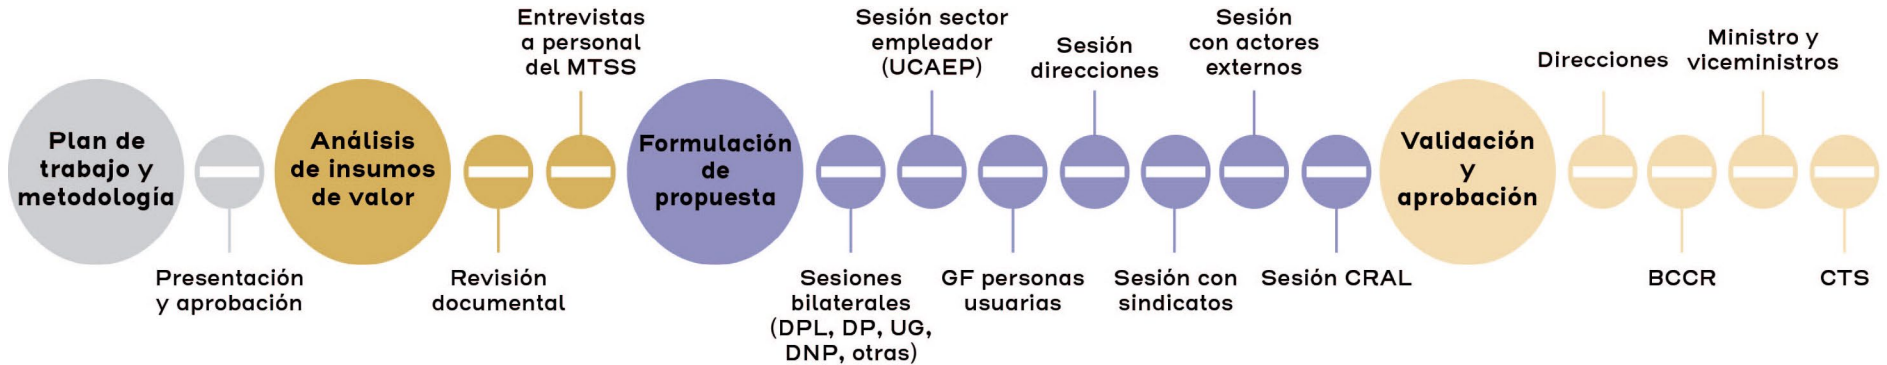 Plan de
trabajo y
metodología
Presentación
y aprobación
Análisis
de insumos
de valor
Revisión
documental
Entrevistas
a personal
del MTSS
Formulación
de
propuesta
Sesiones
bilaterales
(DPL, DP, UG,
DNP, otras)
Sesión sector
empleador
(UCAEP)
GF personas
usuarias
Sesión
direcciones
Sesión con
sindicatos
Sesión
con actores
externos
Sesión CRAL
Validación
y
aprobación
Direcciones
BCCR
Ministro y
viceministros
CTS